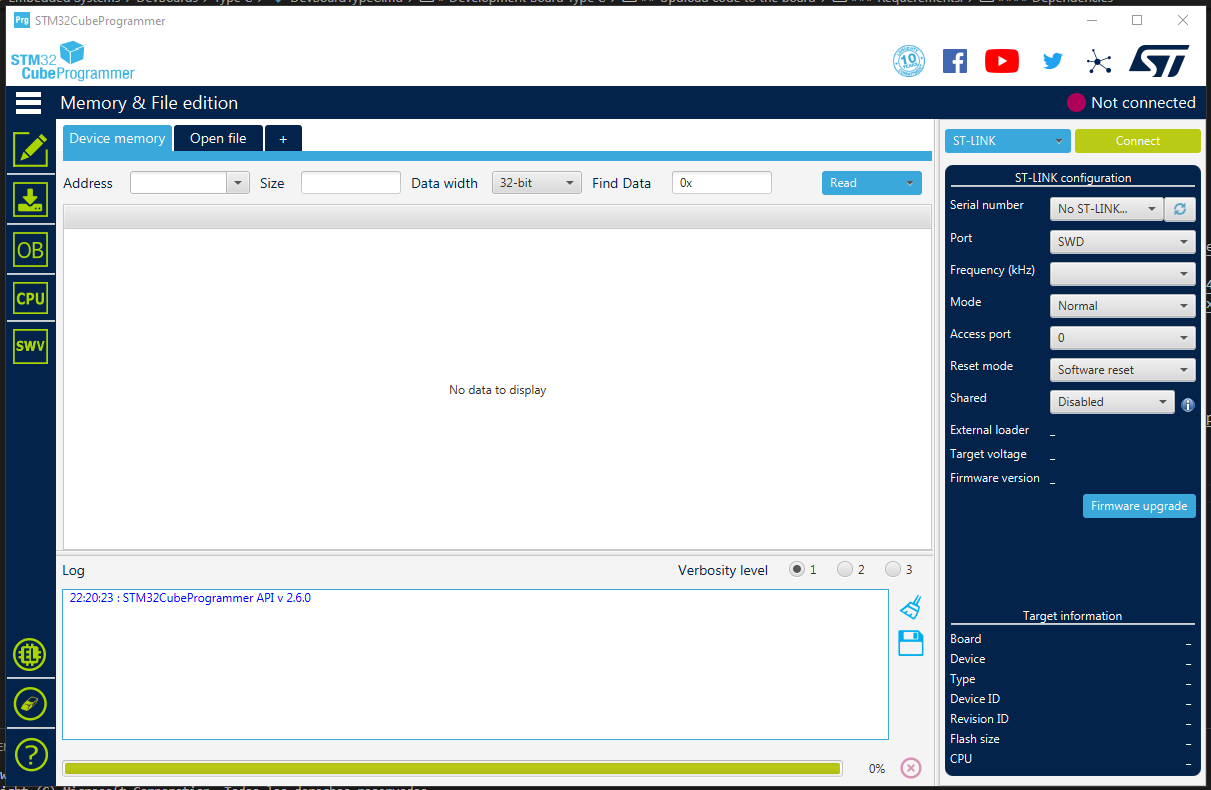 Prg STM32CubeProgrammer
STM32
CubeProgrammer
10 YEARS
ST
Memory & File edition
Not connected
Device memory Open file +
ST-LINK Connect
Address Size Data width 32-bit Find Data 0x Read
ST-LINK configuration
Serial number No ST-LINK...
Port SWD
Frequency (kHz)
Mode Normal
Access port 0
Reset mode Software reset
Shared Disabled
External loader _
Target voltage _
Firmware version _
Firmware upgrade
OB
CPU
SWV
No data to display
Log Verbosity level 1 2 3
22:20:23 : STM32CubeProgrammer API v 2.6.0
Target information
Board _
Device _
Type _
Device ID _
Revision ID _
Flash size _
CPU _
0%